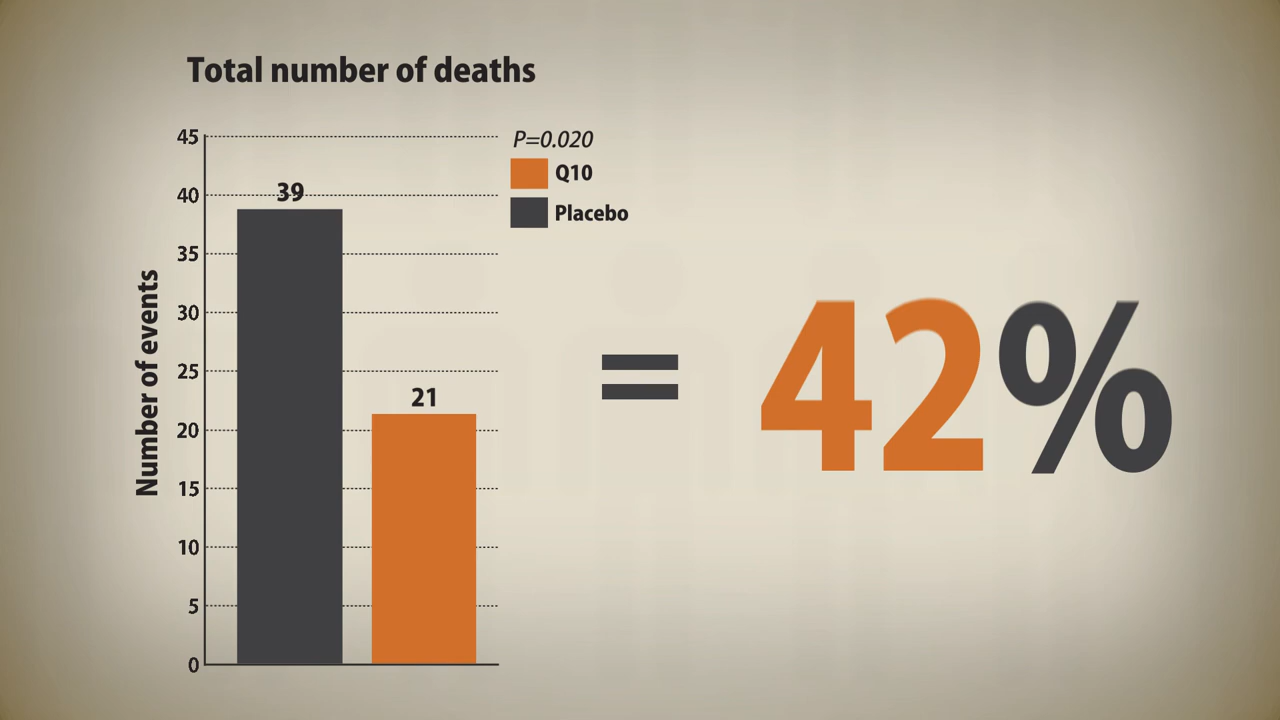 Total number of deaths
P=0.020
Q10
Placebo
Number of events
45
40
35
30
25
20
15
10
5
0
39
21
= 42%